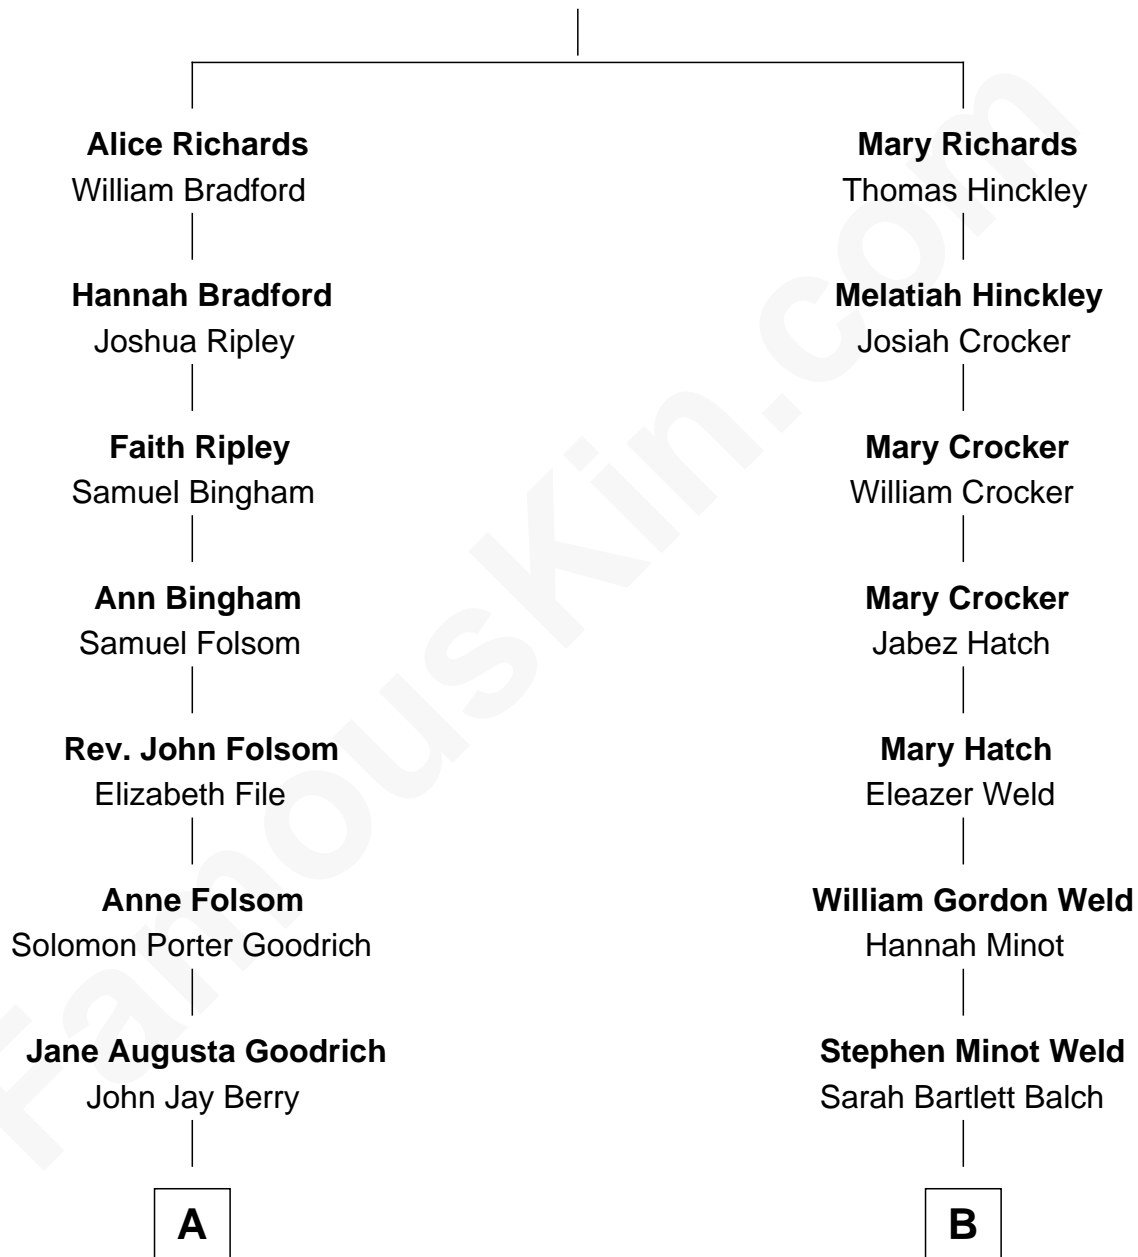 Alice Richards
William Bradford
Hannah Bradford
Joshua Ripley
Faith Ripley
Samuel Bingham
Ann Bingham
Samuel Folsom
Rev. John Folsom
Elizabeth File
Anne Folsom
Solomon Porter Goodrich
Jane Augusta Goodrich
John Jay Berry
A
Mary Richards
Thomas Hinckley
Melatiah Hinckley
Josiah Crocker
Mary Crocker
William Crocker
Mary Crocker
Jabez Hatch
Mary Hatch
Eleazer Weld
William Gordon Weld
Hannah Minot
Stephen Minot Weld
Sarah Bartlett Balch
B
FamousKin.com